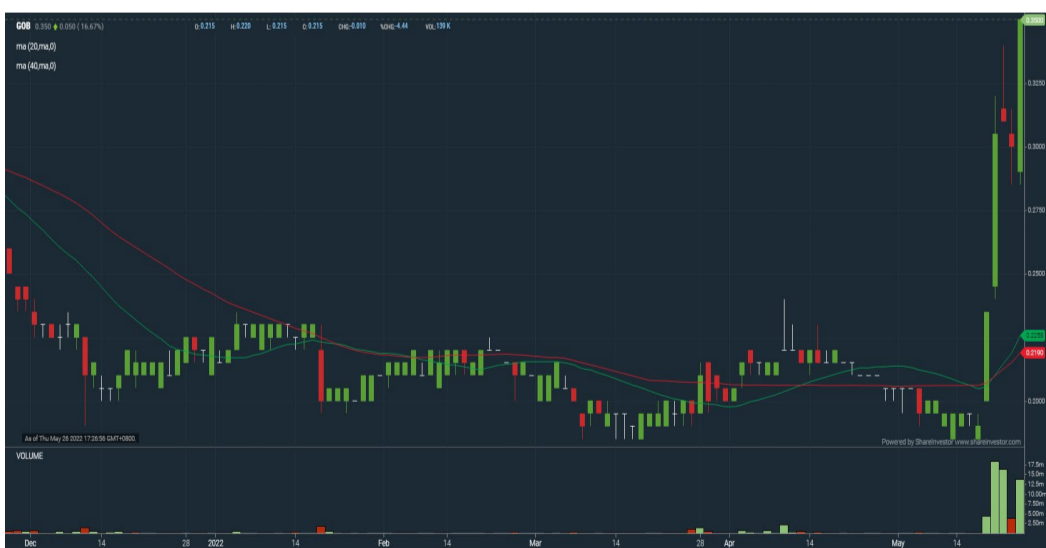 GOB 0.350 0.050 (16.67%) O:0.215 H:0.220 L:0.215 C:0.215 CHG:-0.010 %CHG:-4.44 VOL:139 K
ma (20,ma,0)
ma (40,ma,0)
0.3500
0.3250
0.3000
0.2750
0.2500
0.2190
0.2000
As of Thu May 26 2022 17:26:56 GMT+0800.
Powered by ShareInvestor www.shareinvestor.com
VOLUME
17.5m
15.0m
12.5m
10.00m
7.50m
5.00m
2.50m
Dec 14 28 2022 14 Feb 14 Mar 14 28 Apr 14 May 14